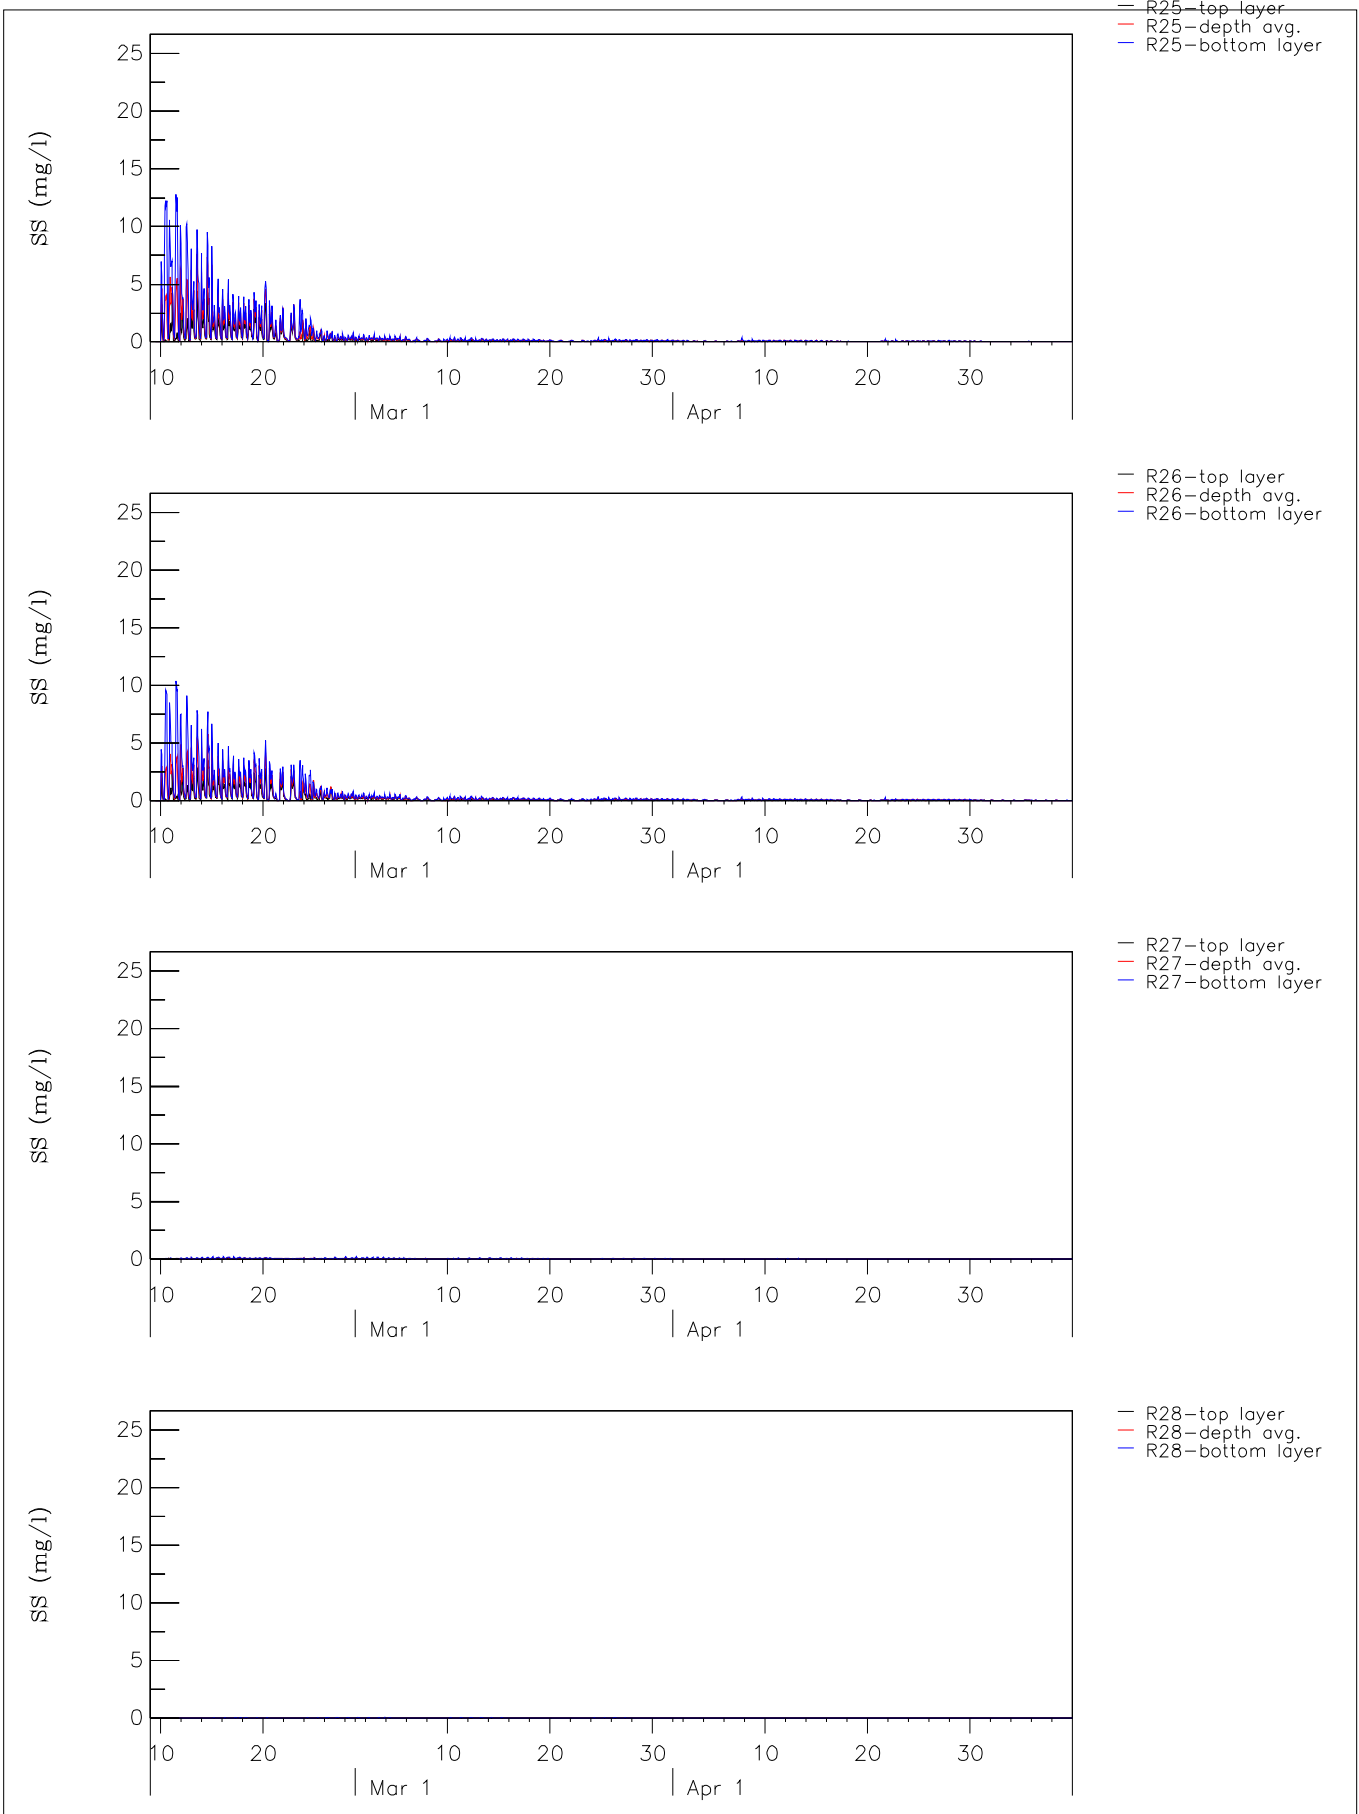 R25-top layer
R25-depth avg.
R25-bottom layer
SS (mg/l)
25
20
15
10
5
0
10 20 10 20 30 10 20 30
Mar 1 Apr 1
R26-top layer
R26-depth avg.
R26-bottom layer
SS (mg/l)
25
20
15
10
5
0
10 20 10 20 30 10 20 30
Mar 1 Apr 1
R27-top layer
R27-depth avg.
R27-bottom layer
SS (mg/l)
25
20
15
10
5
0
10 20 10 20 30 10 20 30
Mar 1 Apr 1
R28-top layer
R28-depth avg.
R28-bottom layer
SS (mg/l)
25
20
15
10
5
0
10 20 10 20 30 10 20 30
Mar 1 Apr 1